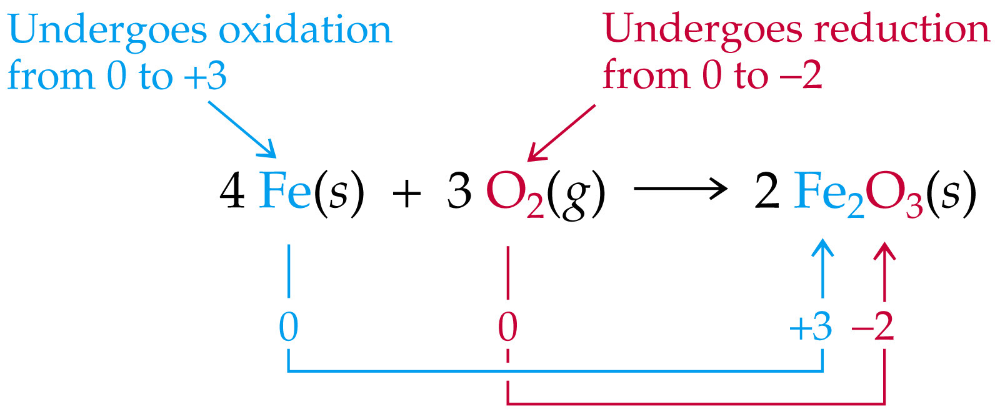 Undergoes oxidation
from 0 to +3
Undergoes reduction
from 0 to –2
4 Fe(s) + 3 O₂(g) ⟶ 2 Fe₂O₃(s)
0 0 +3 –2